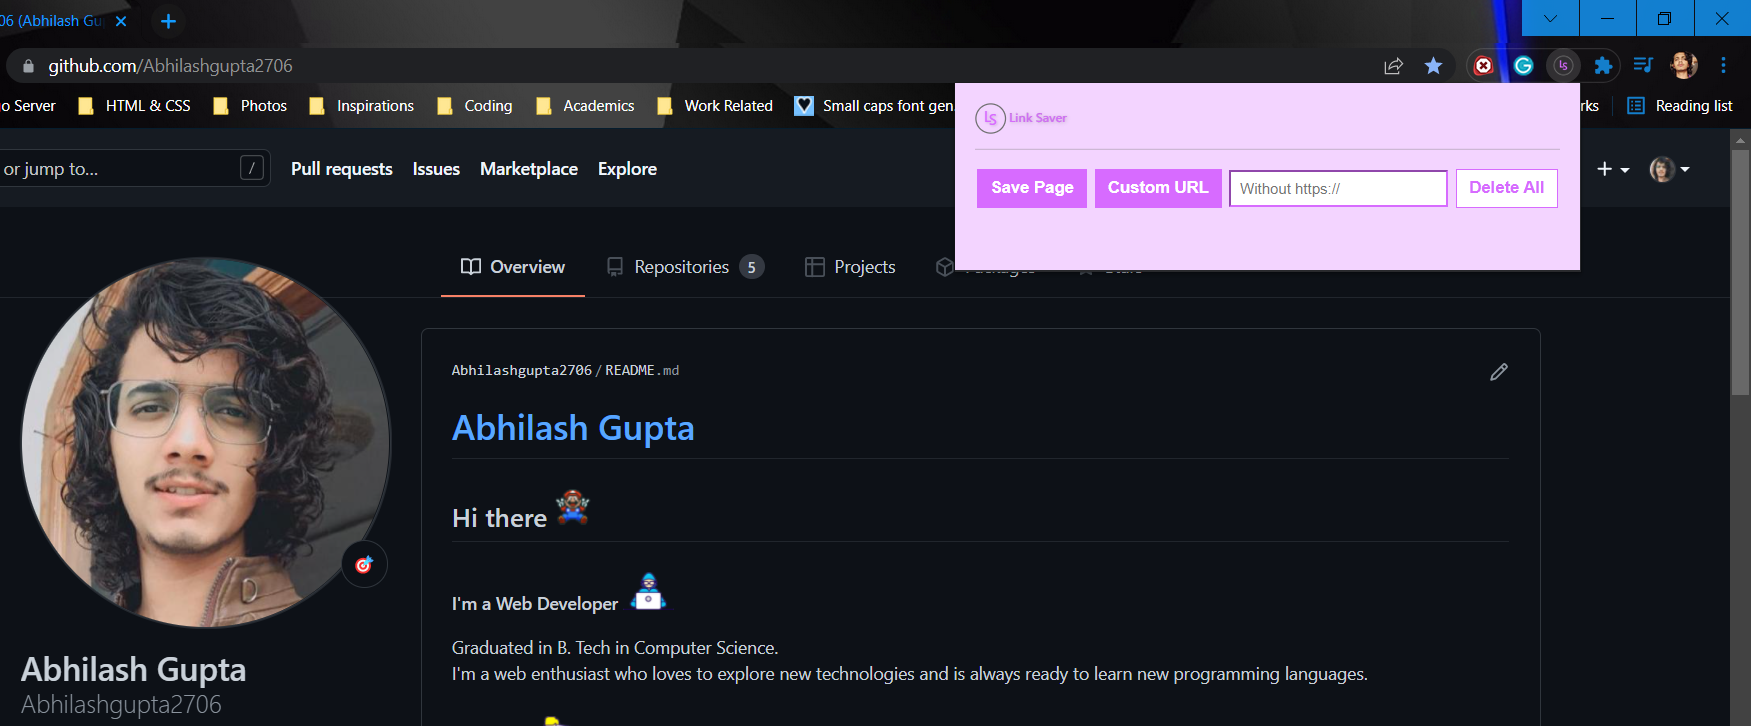 06 (Abhilash Gu
github.com/Abhilashgupta2706
Server
HTML & CSS
Photos
Inspirations
Coding
Academics
Work Related
Small caps font gen
Reading list
LS Link Saver
Save Page
Custom URL
Without https://
Delete All
or jump to...
/
Pull requests
Issues
Marketplace
Explore
Overview
Repositories 5
Projects
Abhilashgupta2706/README.md
Abhilash Gupta
Hi there
I'm a Web Developer
Graduated in B. Tech in Computer Science.
I'm a web enthusiast who loves to explore new technologies and is always ready to learn new programming languages.
Abhilash Gupta
Abhilashgupta2706